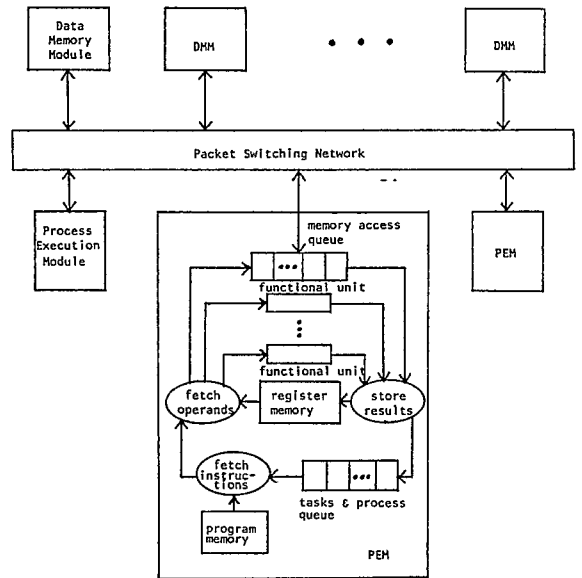 Data
Memory
Module
DMM
DMM
Packet Switching Network
Process
Execution
Module
PEM
memory access
queue
functional unit
functional unit
fetch
operands
register
memory
store
results
fetch
instruc-
tions
tasks & process
queue
program
memory
PEM